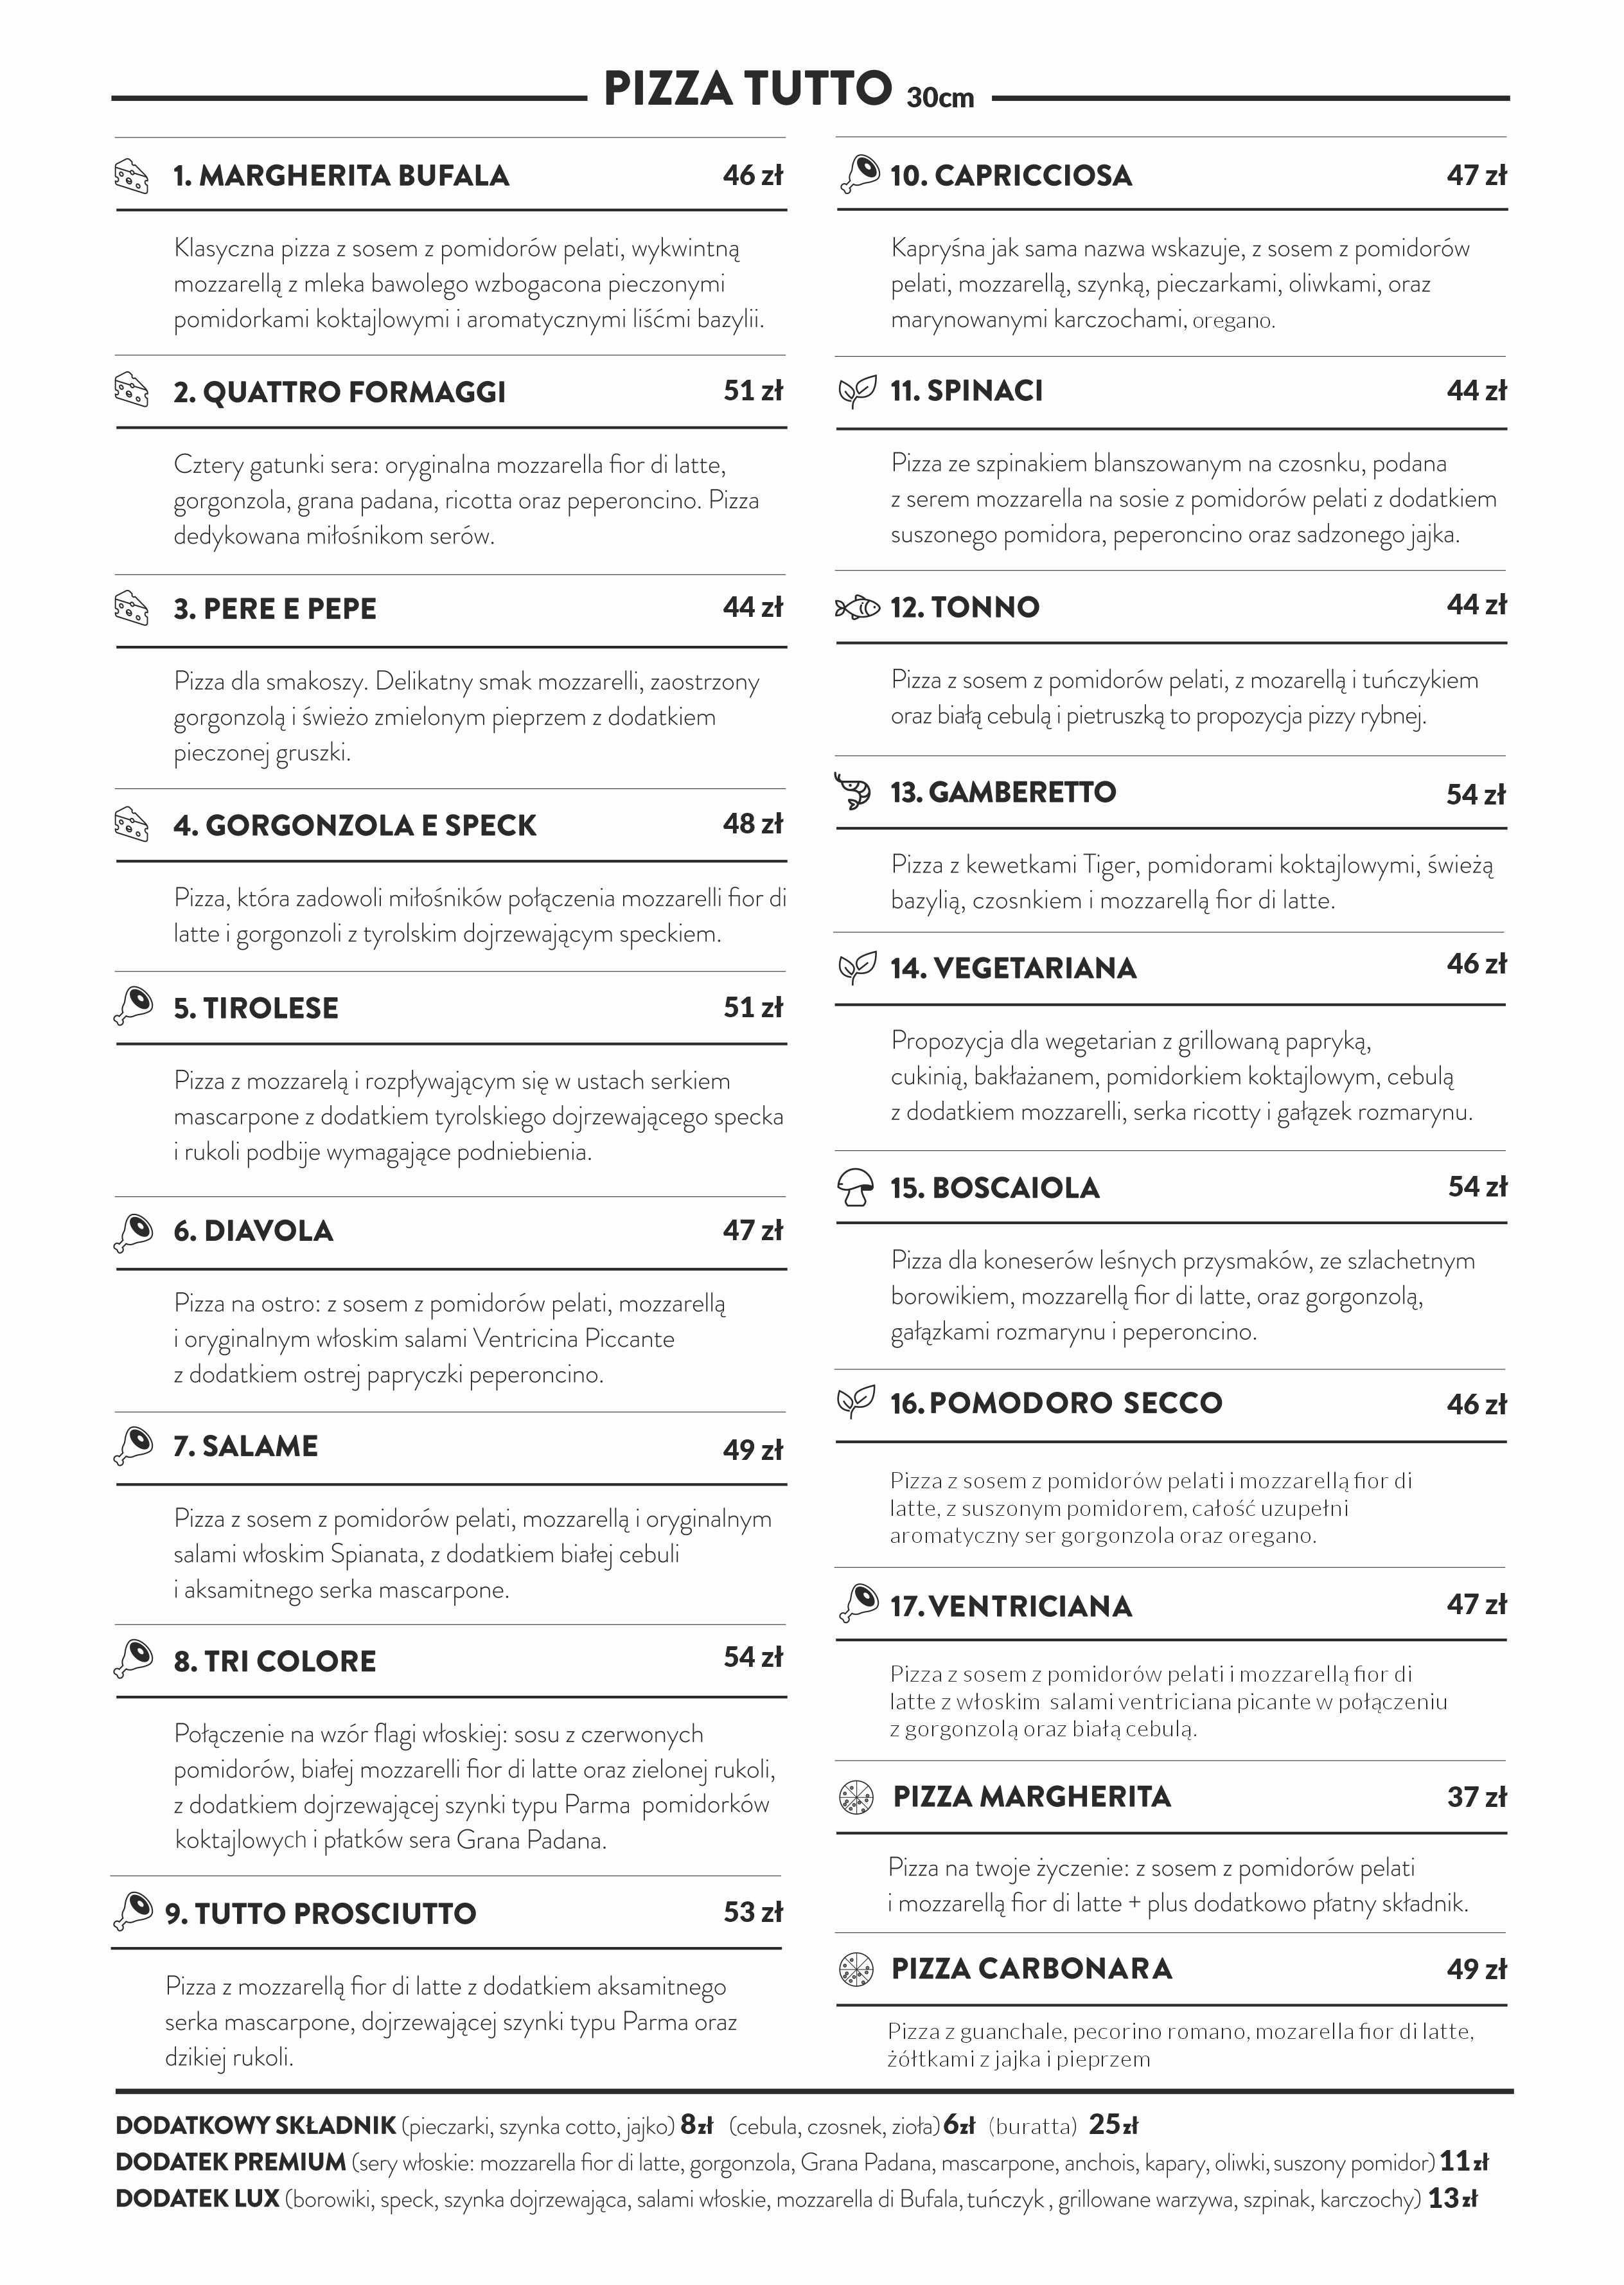 PIZZA TUTTO 30cm
1. MARGHERITA BUFALA 46 zł
Klasyczna pizza z sosem z pomidorów pelati, wykwintną
mozzarellą z mleka bawolego wzbogacona pieczonymi
pomidorkami koktajlowymi i aromatycznymi liśćmi bazylii.
2. QUATTRO FORMAGGI 51 zł
Cztery gatunki sera: oryginalna mozzarella fior di latte,
gorgonzola, grana padana, ricotta oraz peperoncino. Pizza
dedykowana miłośnikom serów.
3. PERE E PEPE 44 zł
Pizza dla smakoszy. Delikatny smak mozzarelli, zaostrzony
gorgonzolą i świeżo zmielonym pieprzem z dodatkiem
pieczonej gruszki.
4. GORGONZOLA E SPECK 48 zł
Pizza, która zadowoli miłośników połączenia mozzarelli fior di
latte i gorgonzoli z tyrolskim dojrzewającym speckiem.
5. TIROLESE 51 zł
Pizza z mozzarelą i rozpływającym się w ustach serkiem
mascarpone z dodatkiem tyrolskiego dojrzewającego specka
i rukoli podbije wymagające podniebienia.
6. DIAVOLA 47 zł
Pizza na ostro: z sosem z pomidorów pelati, mozzarellą
i oryginalnym włoskim salami Ventricina Piccante
z dodatkiem ostrej papryczki peperoncino.
7. SALAME 49 zł
Pizza z sosem z pomidorów pelati, mozzarellą i oryginalnym
salami włoskim Spianata, z dodatkiem białej cebuli
i aksamitnego serka mascarpone.
8. TRI COLORE 54 zł
Połączenie na wzór flagi włoskiej: sosu z czerwonych
pomidorów, białej mozzarelli fior di latte oraz zielonej rukoli,
z dodatkiem dojrzewającej szynki typu Parma pomidorków
koktajlowych i płatków sera Grana Padana.
9. TUTTO PROSCIUTTO 53 zł
Pizza z mozzarellą fior di latte z dodatkiem aksamitnego
serka mascarpone, dojrzewającej szynki typu Parma oraz
dzikiej rukoli.
10. CAPRICCIOSA 47 zł
Kapryśna jak sama nazwa wskazuje, z sosem z pomidorów
pelati, mozzarellą, szynką, pieczarkami, oliwkami, oraz
marynowanymi karczochami, oregano.
11. SPINACI 44 zł
Pizza ze szpinakiem blanszowanym na czosnku, podana
z serem mozzarella na sosie z pomidorów pelati z dodatkiem
suszonego pomidora, peperoncino oraz sadzonego jajka.
12. TONNO 44 zł
Pizza z sosem z pomidorów pelati, z mozarellą i tuńczykiem
oraz białą cebulą i pietruszką to propozycja pizzy rybnej.
13. GAMBERETTO 54 zł
Pizza z kewetkami Tiger, pomidorami koktajlowymi, świeżą
bazylią, czosnkiem i mozzarellą fior di latte.
14. VEGETARIANA 46 zł
Propozycja dla wegetarian z grillowaną papryką,
cukinią, bakłażanem, pomidorkiem koktajlowym, cebulą
z dodatkiem mozzarelli, serka ricotty i gałązek rozmarynu.
15. BOSCAIOLA 54 zł
Pizza dla koneserów leśnych przysmaków, ze szlachetnym
borowikiem, mozzarellą fior di latte, oraz gorgonzolą,
gałązkami rozmarynu i peperoncino.
16. POMODORO SECCO 46 zł
Pizza z sosem z pomidorów pelati i mozzarellą fior di
latte, z suszonym pomidorem, całość uzupełni
aromatyczny ser gorgonzola oraz oregano.
17. VENTRICIANA 47 zł
Pizza z sosem z pomidorów pelati i mozzarellą fior di
latte z włoskim salami ventriciana picante w połączeniu
z gorgonzolą oraz białą cebulą.
PIZZA MARGHERITA 37 zł
Pizza na twoje życzenie: z sosem z pomidorów pelati
i mozzarellą fior di latte + plus dodatkowo płatny składnik.
PIZZA CARBONARA 49 zł
Pizza z guanchale, pecorino romano, mozarella fior di latte,
żółtkami z jajka i pieprzem
DODATKOWY SKŁADNIK (pieczarki, szynka cotto, jajko) 8zł (cebula, czosnek, zioła) 6zł (buratta) 25zł
DODATEK PREMIUM (sery włoskie: mozzarella fior di latte, gorgonzola, Grana Padana, mascarpone, anchois, kapary, oliwki, suszony pomidor) 11zł
DODATEK LUX (borowiki, speck, szynka dojrzewająca, salami włoskie, mozzarella di Bufala, tuńczyk , grillowane warzywa, szpinak, karczochy) 13zł